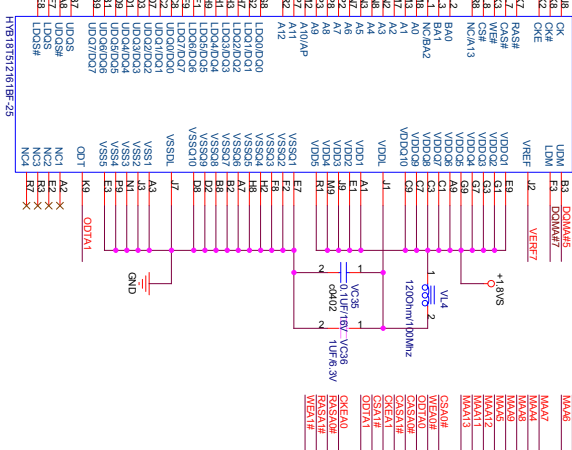 HYB18T512161BF-25
LDQS#
LDQS
UDQS#
UDQS
UDQ7/DQ7
UDQ6/DQ6
UDQ5/DQ5
UDQ4/DQ4
UDQ3/DQ3
UDQ2/DQ2
UDQ1/DQ1
UDQ0/DQ0
LDQ7/DQ7
LDQ6/DQ6
LDQ5/DQ5
LDQ4/DQ4
LDQ3/DQ3
LDQ2/DQ2
LDQ1/DQ1
LDQ0/DQ0
A12
A11
A10/AP
A9
A8
A7
A6
A5
A4
A3
A2
A1
A0
NC/BA2
BA1
BA0
NC/A13
CS#
WE#
CAS#
RAS#
CKE
CK#
CK
NC4
NC3
NC2
NC1
ODT
VSS5
VSS4
VSS3
VSS2
VSS1
VSSDL
VSSQ10
VSSQ9
VSSQ8
VSSQ7
VSSQ6
VSSQ5
VSSQ4
VSSQ3
VSSQ2
VSSQ1
VDD5
VDD4
VDD3
VDD2
VDD1
VDDL
VDDQ10
VDDQ9
VDDQ8
VDDQ7
VDDQ6
VDDQ5
VDDQ4
VDDQ3
VDDQ2
VDDQ1
VREF
LDM
UDM
R7
R3
E2
A2
K9
E3
P9
N1
J3
A3
J7
D8
D2
B8
B2
A7
H8
H2
F8
F2
E7
R1
M9
J9
E1
A1
J1
C9
C7
C3
C1
A9
G9
G7
G3
G1
E9
J2
F3
B3
ODTA1
VERF7
DQMA#7
DQMA#5
GND
+1.8VS
2
1
VC35
0.1UF/16V
c0402
2
1
VC36
1UF/6.3V
1
2
VL4
120Ohm/100Mhz
WEA1#
RASA1#
RASA0#
CKEA0
ODTA1
CSA1#
CKEA1
CASA1#
CASA0#
ODTA0
WEA0#
CSA0#
MAA13
MAA11
MAA12
MAA5
MAA9
MAA8
MAA4
MAA7
MAA6